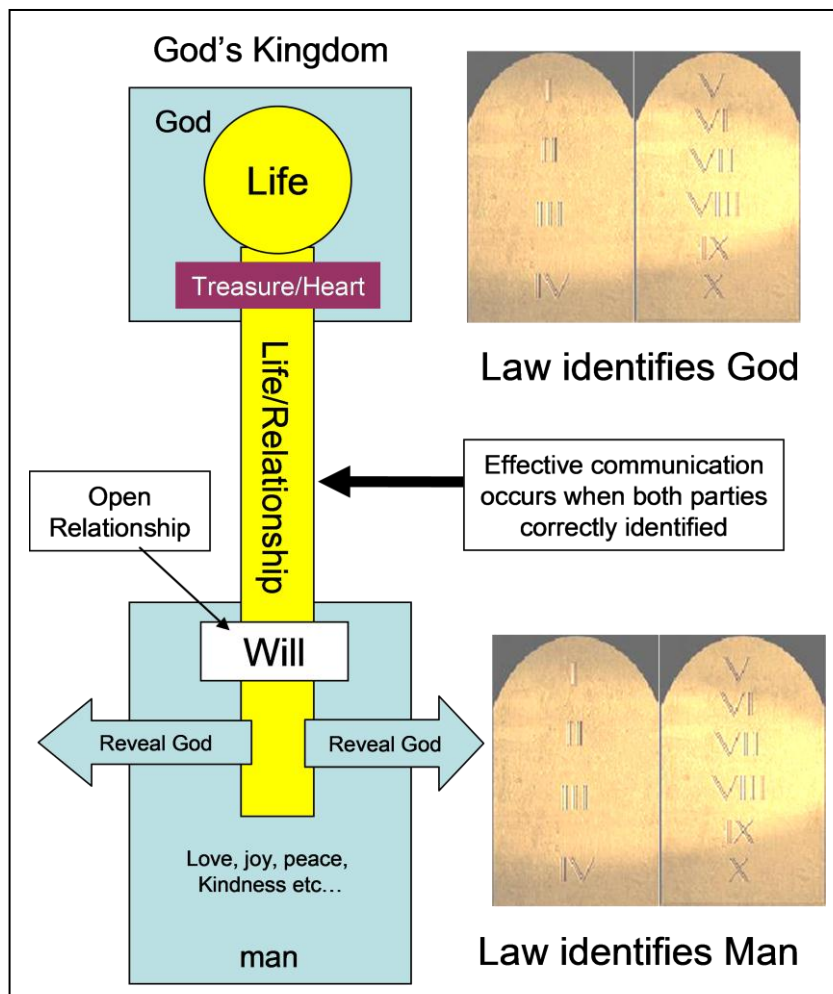 God's Kingdom
God
Life
Treasure/Heart
Life/Relationship
I
II
III
IV
V
VI
VII
VIII
IX
X
Law identifies God
Effective communication
occurs when both parties
correctly identified
Open
Relationship
Will
Reveal God
Reveal God
Love, joy, peace,
Kindness etc…
man
I
II
III
IV
V
VI
VII
VIII
IX
X
Law identifies Man